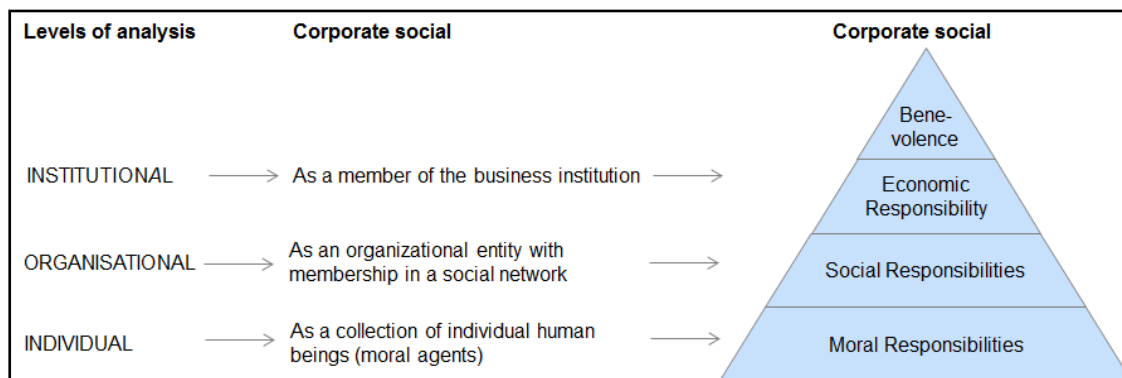 Levels of analysis
Corporate social
Corporate social
Bene-
volence
INSTITUTIONAL
As a member of the business institution
Economic
Responsibility
ORGANISATIONAL
As an organizational entity with
membership in a social network
Social Responsibilities
INDIVIDUAL
As a collection of individual human
beings (moral agents)
Moral Responsibilities